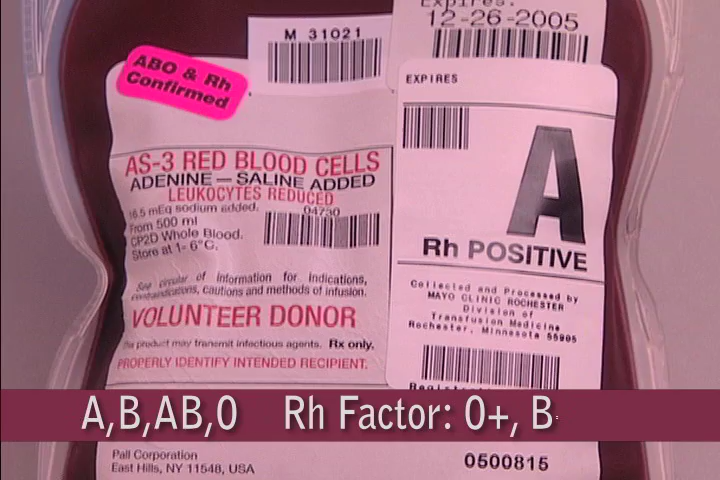 Expires:
12-26-2005
M 31021
ABO & Rh
Confirmed
EXPIRES
A
Rh POSITIVE
AS-3 RED BLOOD CELLS
ADENINE — SALINE ADDED
LEUKOCYTES REDUCED
16.5 mEq sodium added.
04730
From 500 ml
CP2D Whole Blood.
Store at 1- 6°C.
See circular of information for indications,
contraindications, cautions and methods of infusion.
VOLUNTEER DONOR
This product may transmit infectious agents. Rx only.
PROPERLY IDENTIFY INTENDED RECIPIENT.
Collected and Processed by
MAYO CLINIC ROCHESTER
Division of
Transfusion Medicine
Rochester, Minnesota 55905
A,B,AB,O Rh Factor: O+, B
Pall Corporation
East Hills, NY 11548, USA
0500815